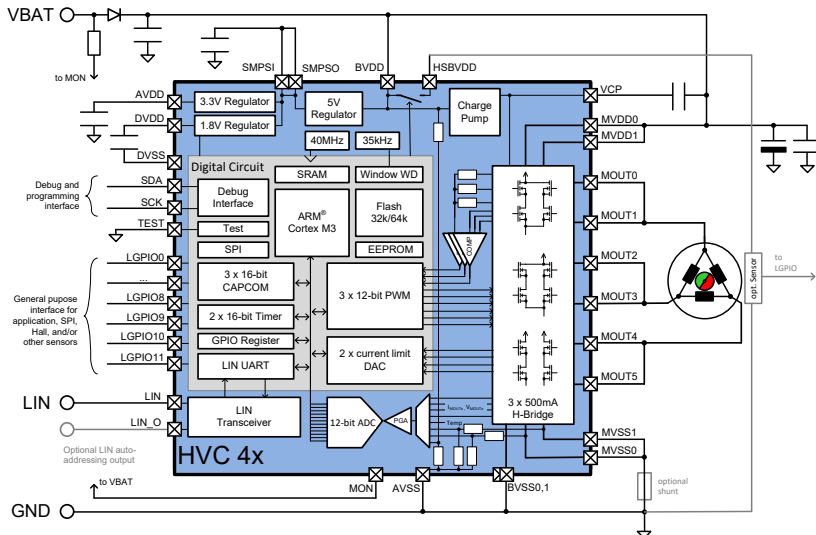 VBAT
SMPSI
SMPSO
BVDD
HSBVDD
to MON
AVDD
3.3V Regulator
5V
Regulator
Charge
Pump
VCP
DVDD
1.8V Regulator
MVDD0
MVDD1
40MHz
35kHz
DVSS
Digital Circuit
SRAM
Window WD
Debug and
programming
interface
SDA
SCK
Debug
Interface
ARM®
Cortex M3
Flash
32k/64k
MOUT0
TEST
Test
MOUT1
SPI
EEPROM
COMP
LGPIO0
...
LGPIO8
LGPIO9
LGPIO10
LGPIO11
General pupose
interface for
application, SPI,
Hall, and/or
other sensors
3 x 16-bit
CAPCOM
3 x 12-bit PWM
MOUT2
MOUT3
opt. Sensor
to
LGPIO
2 x 16-bit Timer
GPIO Register
LIN UART
2 x current limit
DAC
MOUT4
MOUT5
3 x 500mA
H-Bridge
LIN
LIN
LIN
Transceiver
LIN_O
Optional LIN auto-
addressing output
12-bit ADC
PGA
IMOUTx, VMOUTx
Temp
MVSS1
MVSS0
HVC 4x
to VBAT
MON
AVSS
BVSS0,1
optional
shunt
GND